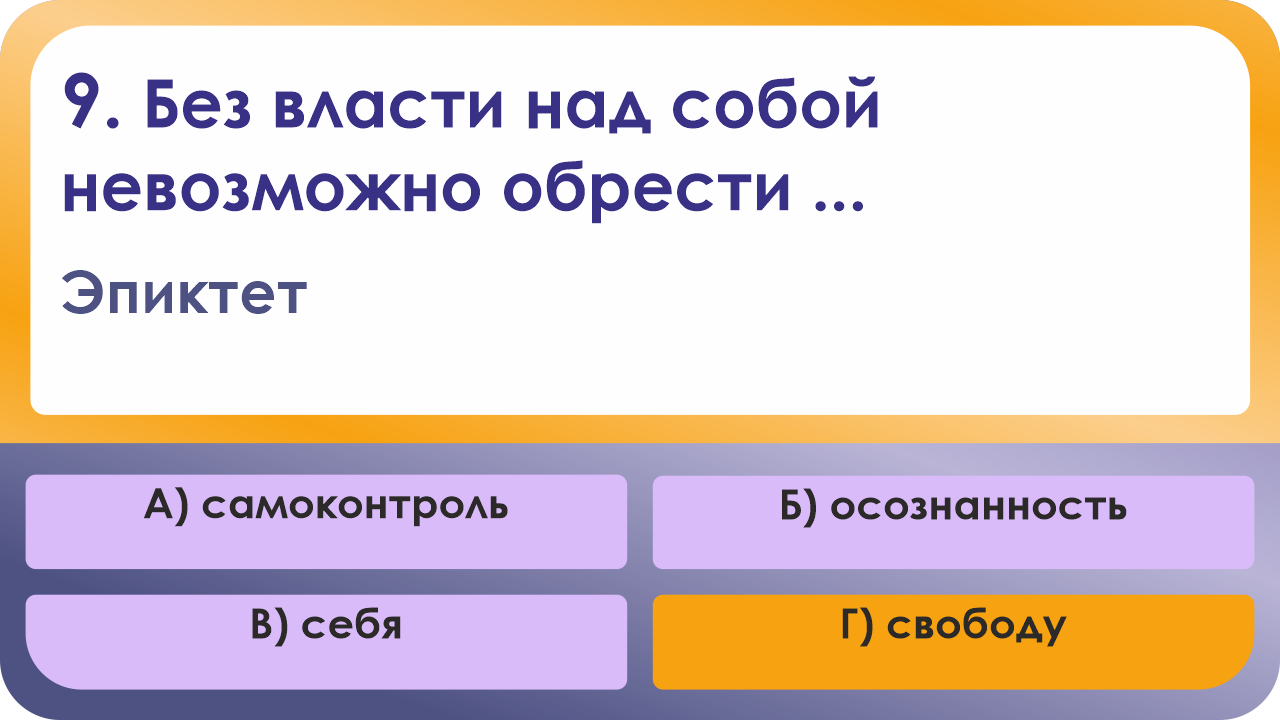 9. Без власти над собой
невозможно обрести ...
Эпиктет
А) самоконтроль
Б) осознанность
В) себя
Г) свободу